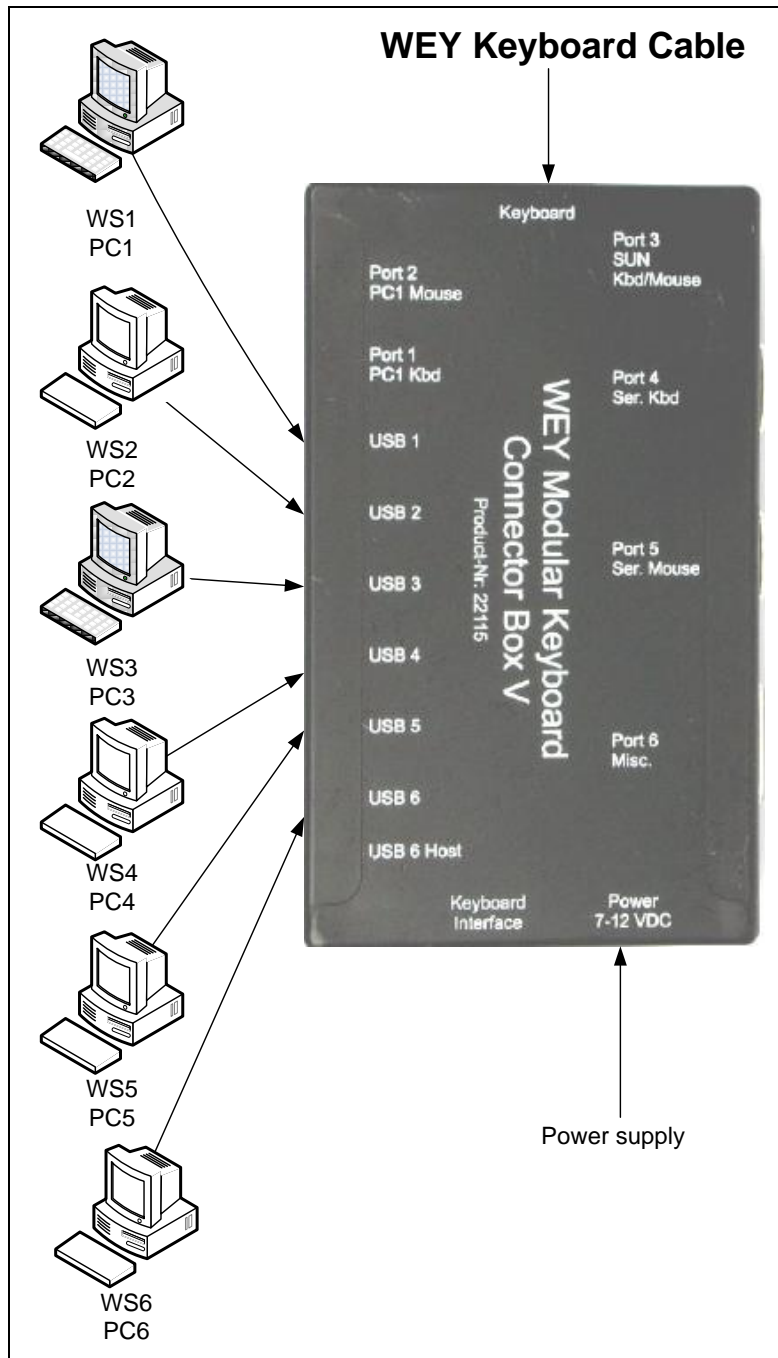 WEY Keyboard Cable
WS1
PC1
WS2
PC2
WS3
PC3
WS4
PC4
WS5
PC5
WS6
PC6
Keyboard
Port 2
PC1 Mouse
Port 1
PC1 Kbd
USB 1
USB 2
USB 3
USB 4
USB 5
USB 6
USB 6 Host
WEY Modular Keyboard
Connector Box V
Product-Nr: 22115
Port 3
SUN
Kbd/Mouse
Port 4
Ser. Kbd
Port 5
Ser. Mouse
Port 6
Misc.
Keyboard
Interface
Power
7-12 VDC
Power supply